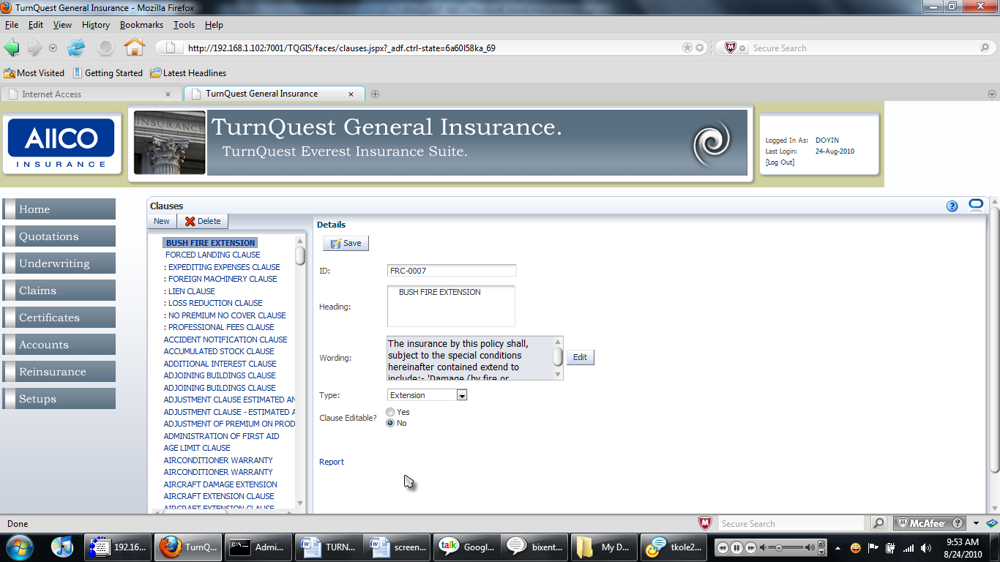 TurnQuest General Insurance - Mozilla Firefox
File Edit View History Bookmarks Tools Help
http://192.168.1.102:7001/TQGIS/faces/clauses.jspx?_adf.ctrl-state=6a60l58ka_69
Secure Search
Most Visited Getting Started Latest Headlines
Internet Access
TurnQuest General Insurance
AIICO
INSURANCE
INSURANCE
TurnQuest General Insurance.
TurnQuest Everest Insurance Suite.
Logged In As: DOYIN
Last Login: 24-Aug-2010
[Log Out]
Home
Quotations
Underwriting
Claims
Certificates
Accounts
Reinsurance
Setups
Clauses
New Delete
BUSH FIRE EXTENSION
FORCED LANDING CLAUSE
: EXPEDITING EXPENSES CLAUSE
: FOREIGN MACHINERY CLAUSE
: LIEN CLAUSE
: LOSS REDUCTION CLAUSE
: NO PREMIUM NO COVER CLAUSE
: PROFESSIONAL FEES CLAUSE
ACCIDENT NOTIFICATION CLAUSE
ACCUMULATED STOCK CLAUSE
ADDITIONAL INTEREST CLAUSE
ADJOINING BUILDINGS CLAUSE
ADJOINING BUILDINGS CLAUSE
ADJUSTMENT CLAUSE ESTIMATED AN
ADJUSTMENT CLAUSE - ESTIMATED A
ADJUSTMENT OF PREMIUM ON PROD
ADMINISTRATION OF FIRST AID
AGE LIMIT CLAUSE
AIRCONDITIONER WARRANTY
AIRCONDITIONER WARRANTY
AIRCRAFT DAMAGE EXTENSION
AIRCRAFT EXTENSION CLAUSE
AIRCRAFT EXTENSION CLAUSE
Details
Save
ID: FRC-0007
Heading: BUSH FIRE EXTENSION
Wording:
The insurance by this policy shall,
subject to the special conditions
hereinafter contained extend to
include:- 'Damage (by fire or
Edit
Type: Extension
Clause Editable? Yes
No
Report
Done
Secure Search
McAfee
192.16...
TurnQ...
Admi...
TURN...
screen...
talk Googl...
bixent...
My D...
tkole2...
9:53 AM
8/24/2010